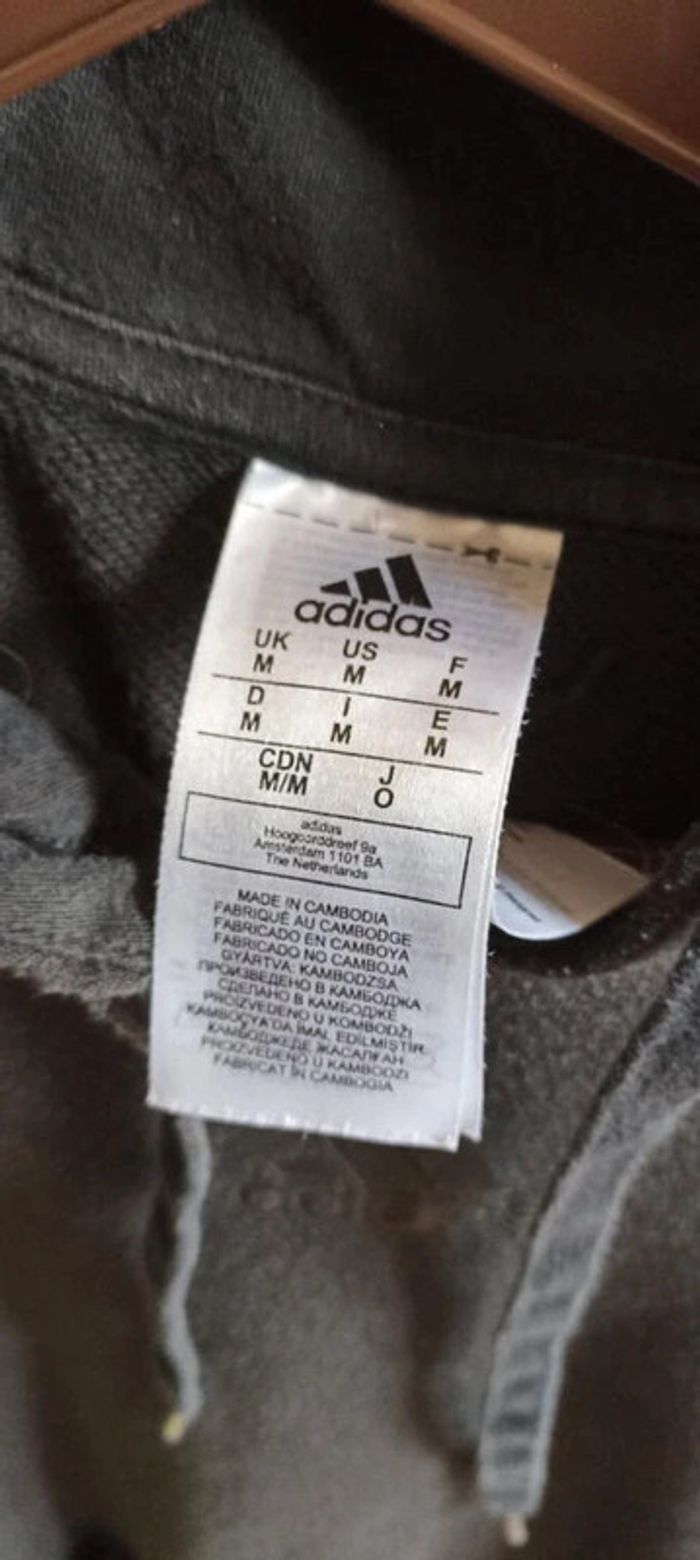 adidas
UK US F
M M M
D I E
M M M
CDN J
M/M O
adidas
Hoogoorddreef 9a
Amsterdam 1101 BA
The Netherlands
MADE IN CAMBODIA
FABRIQUÉ AU CAMBODGE
FABRICADO EN CAMBOYA
FABRICADO NO CAMBOJA
GYÁRTVA: KAMBODZSA
ПРОИЗВЕДЕНО В КАМБОДЖА
СДЕЛАНО В КАМБОДЖЕ
PROIZVEDENO U KOMBODŽI
KAMBOÇYA'DA İMAL EDİLMİŞTİR
КАМБОДЖЕДЕ ЖАСАЛҒАН
PROIZVEDENO U KAMBODŽI
FABRICAT ÎN CAMBOGIA